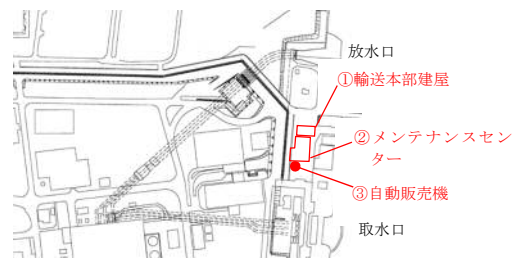 放水口
①輸送本部建屋
②メンテナンスセン
ター
③自動販売機
取水口